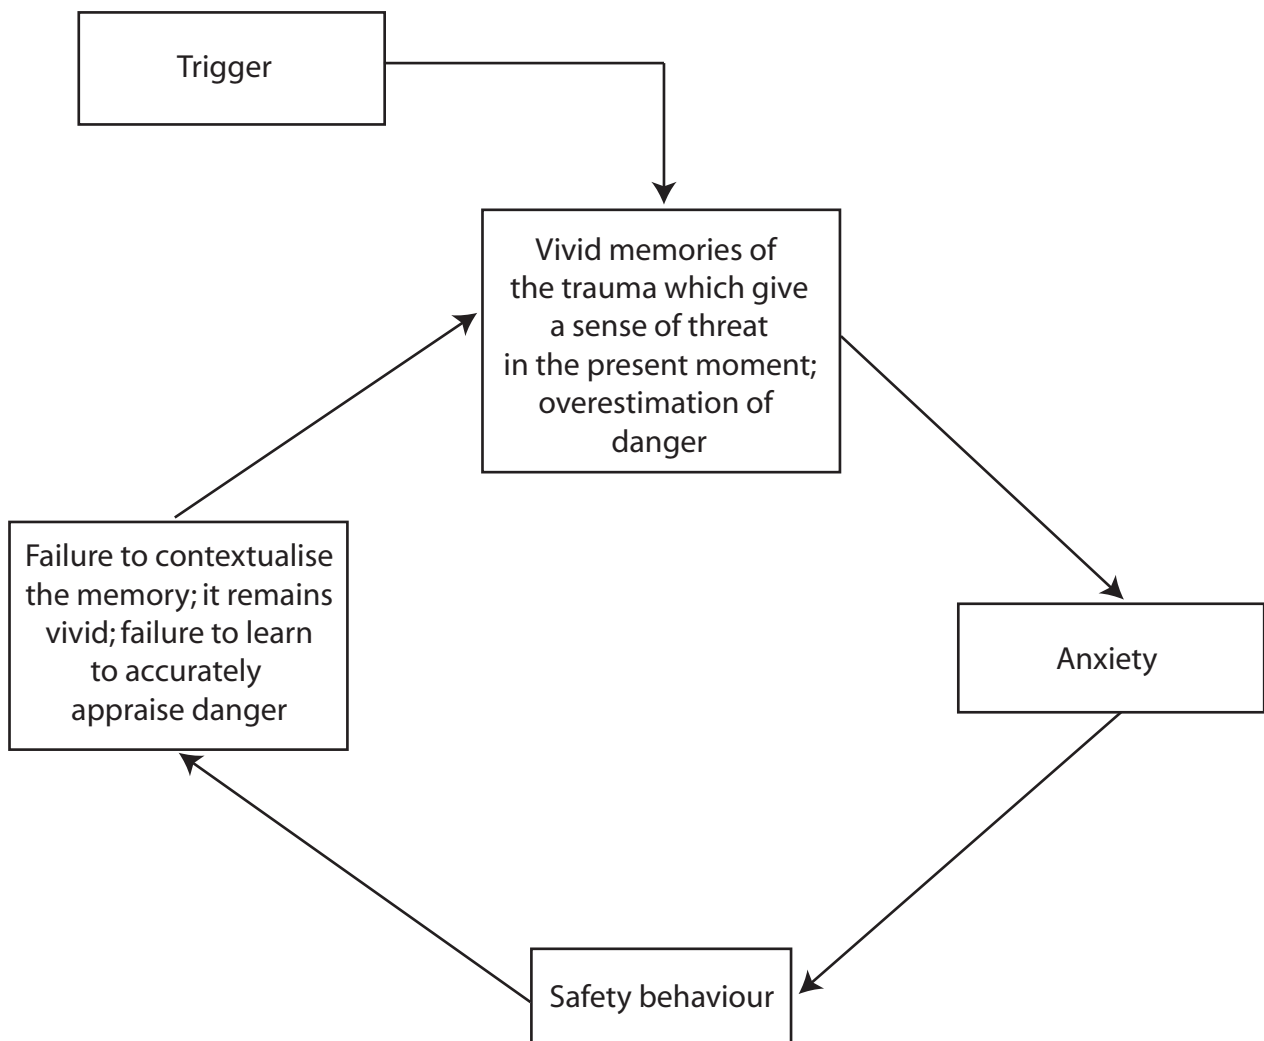 Trigger
Vivid memories of
the trauma which give
a sense of threat
in the present moment;
overestimation of
danger
Failure to contextualise
the memory; it remains
vivid; failure to learn
to accurately
appraise danger
Anxiety
Safety behaviour